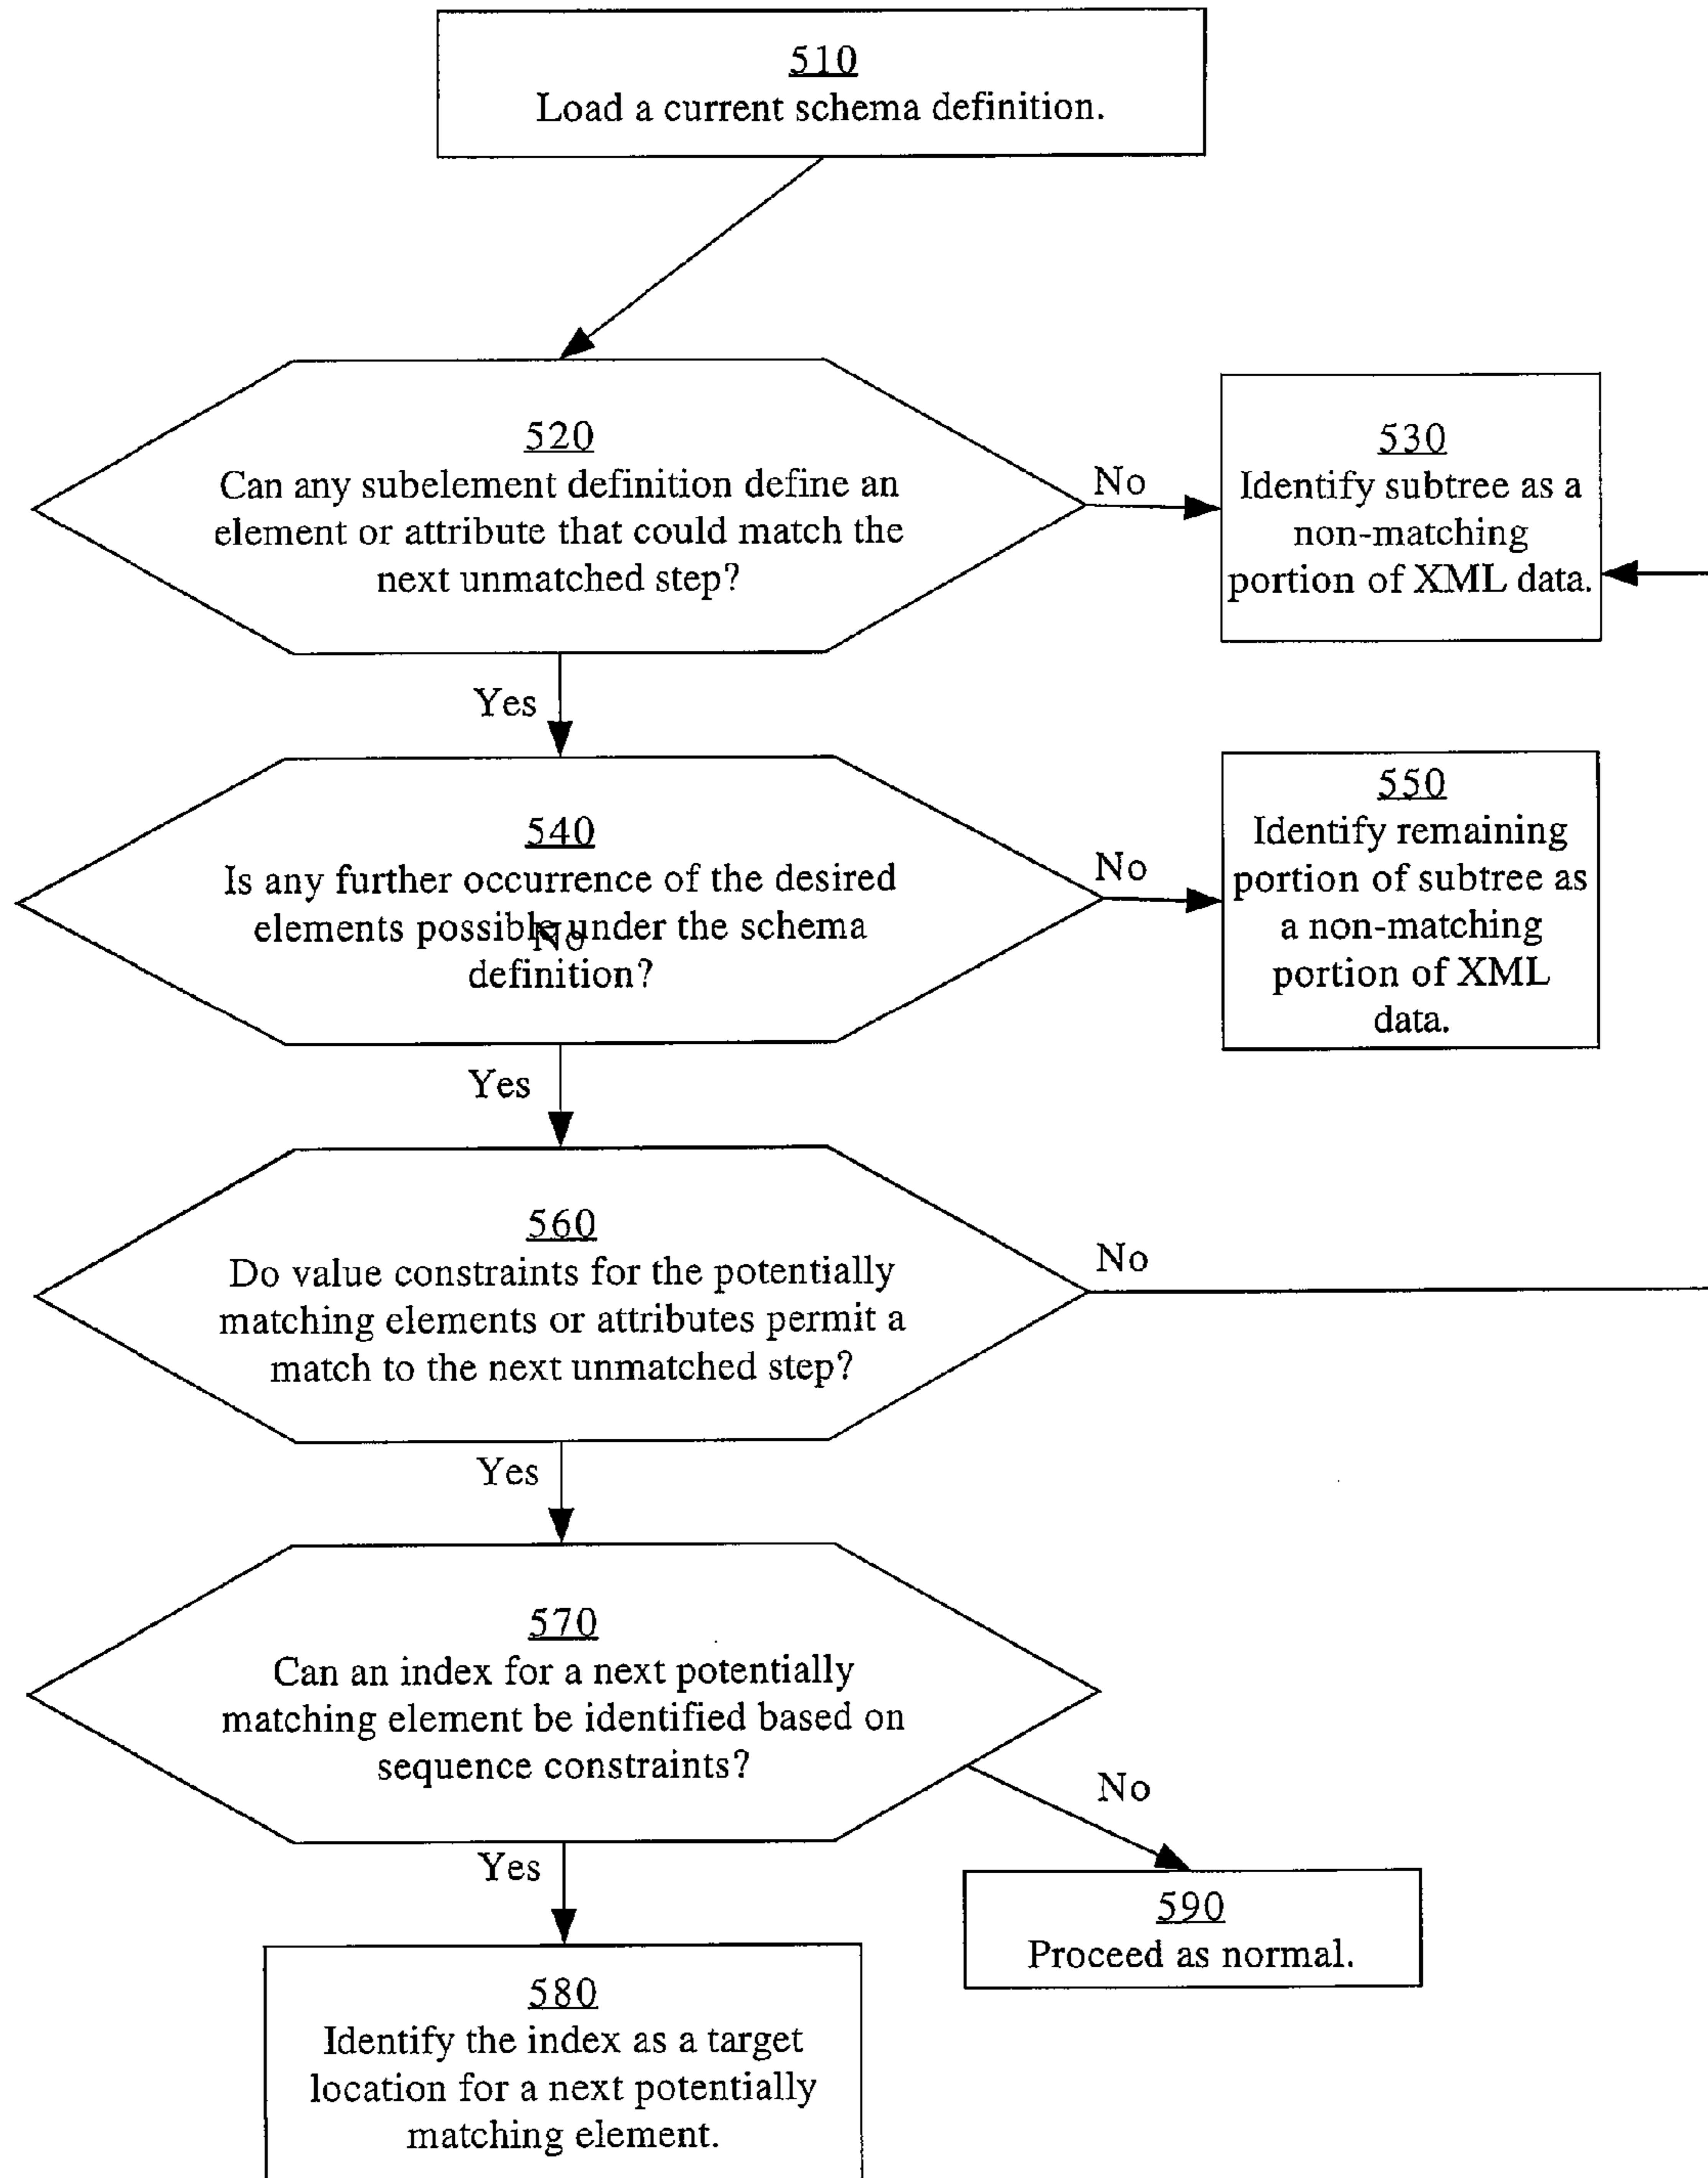 510
Load a current schema definition.
520
Can any subelement definition define an
element or attribute that could match the
next unmatched step?
No
530
Identify subtree as a
non-matching
portion of XML data.
Yes
540
Is any further occurrence of the desired
elements possible under the schema
No
definition?
No
550
Identify remaining
portion of subtree as
a non-matching
portion of XML
data.
Yes
560
Do value constraints for the potentially
matching elements or attributes permit a
match to the next unmatched step?
No
Yes
570
Can an index for a next potentially
matching element be identified based on
sequence constraints?
No
Yes
590
Proceed as normal.
580
Identify the index as a target
location for a next potentially
matching element.